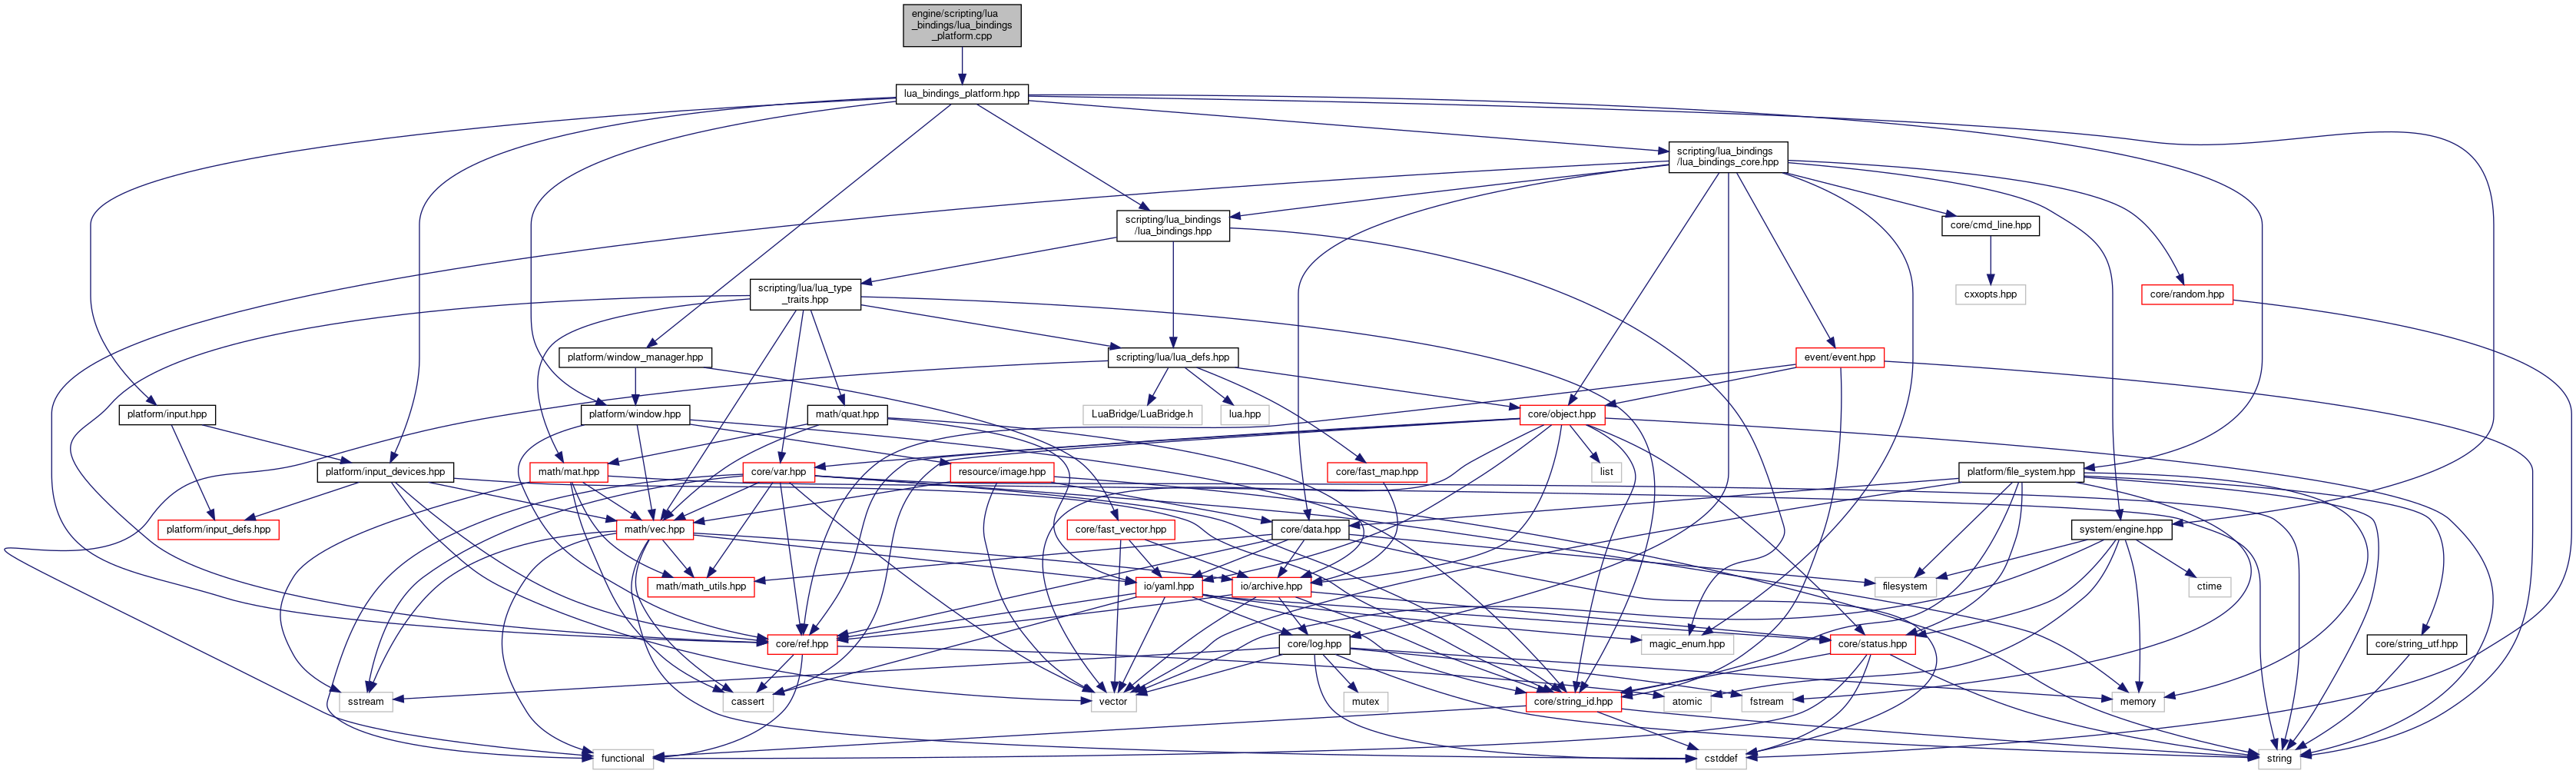 engine/scripting/lua
_bindings/lua_bindings
_platform.cpp
lua_bindings_platform.hpp
scripting/lua_bindings
/lua_bindings_core.hpp
scripting/lua_bindings
/lua_bindings.hpp
core/cmd_line.hpp
scripting/lua/lua_type
_traits.hpp
cxxopts.hpp
core/random.hpp
platform/window_manager.hpp
scripting/lua/lua_defs.hpp
event/event.hpp
platform/input.hpp
platform/window.hpp
math/quat.hpp
LuaBridge/LuaBridge.h
lua.hpp
core/object.hpp
platform/input_devices.hpp
math/mat.hpp
core/var.hpp
resource/image.hpp
core/fast_map.hpp
list
platform/file_system.hpp
platform/input_defs.hpp
math/vec.hpp
core/fast_vector.hpp
core/data.hpp
system/engine.hpp
math/math_utils.hpp
io/yaml.hpp
io/archive.hpp
filesystem
ctime
core/ref.hpp
magic_enum.hpp
core/log.hpp
core/status.hpp
core/string_utf.hpp
sstream
cassert
vector
mutex
core/string_id.hpp
atomic
fstream
memory
functional
cstddef
string